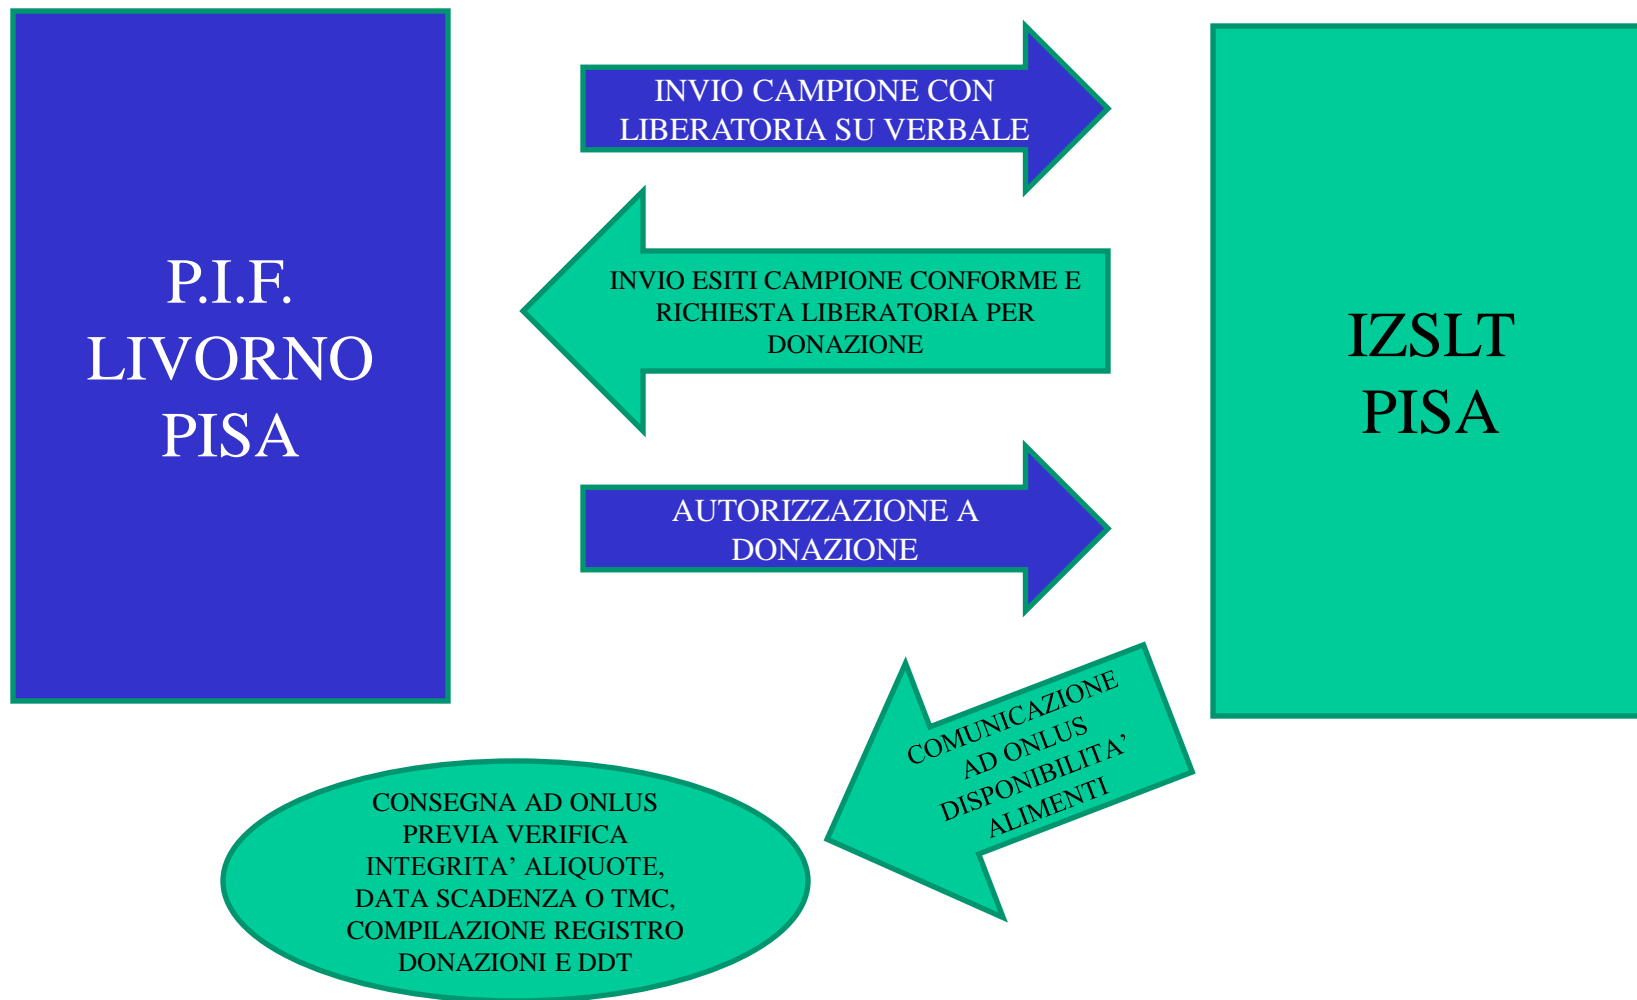 P.I.F.
LIVORNO
PISA
INVIO CAMPIONE CON
LIBERATORIA SU VERBALE
INVIO ESITI CAMPIONE CONFORME E
RICHIESTA LIBERATORIA PER
DONAZIONE
AUTORIZZAZIONE A
DONAZIONE
IZSLT
PISA
COMUNICAZIONE
AD ONLUS
DISPONIBILITA’
ALIMENTI
CONSEGNA AD ONLUS
PREVIA VERIFICA
INTEGRITA’ ALIQUOTE,
DATA SCADENZA O TMC,
COMPILAZIONE REGISTRO
DONAZIONI E DDT